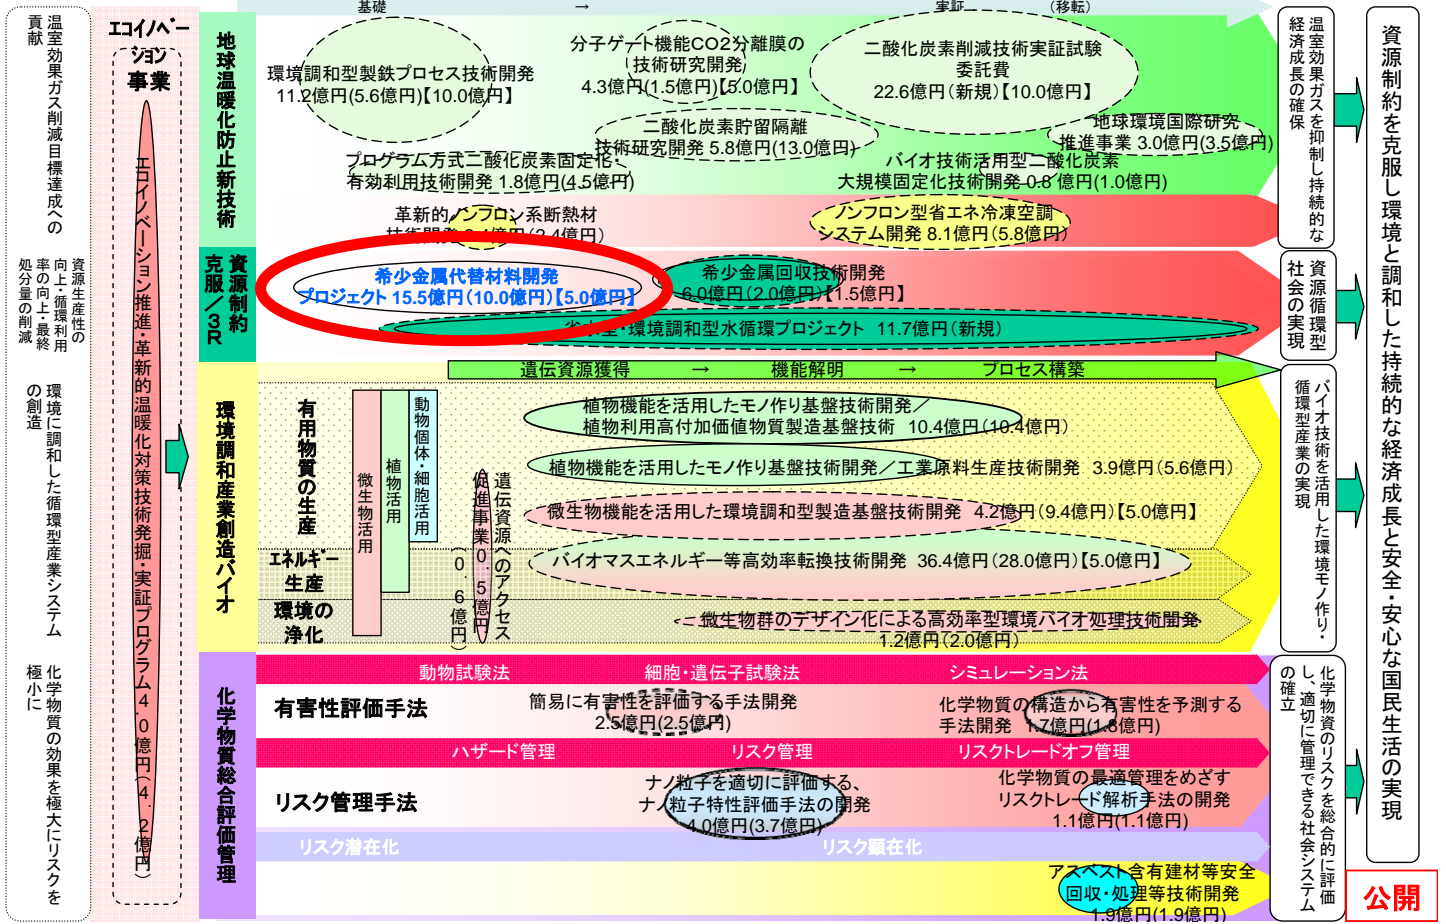 基礎
→
実証
(移転)
温室効果ガス削減目標達成への
貢献
資源生産性の
向上・循環利用
率の向上・最終
処分量の削減
環境に調和した循環型産業システム
の創造
化学物質の効果を極大にリスクを
極小に
エコイノベー
ション
事業
エコイノベーション推進・革新的温暖化対策技術発掘・実証プログラム4.0億円(4.2億円)
地球温暖化防止新技術
環境調和型製鉄プロセス技術開発
11.2億円(5.6億円)【10.0億円】
分子ゲート機能CO2分離膜の
技術研究開発
4.3億円(1.5億円)【5.0億円】
二酸化炭素削減技術実証試験
委託費
22.6億円(新規)【10.0億円】
二酸化炭素貯留隔離
技術研究開発 5.8億円(13.0億円)
地球環境国際研究
推進事業 3.0億円(3.5億円)
プログラム方式二酸化炭素固定化・
有効利用技術開発 1.8億円(4.5億円)
バイオ技術活用型二酸化炭素
大規模固定化技術開発 0.8 億円(1.0億円)
革新的ノンフロン系断熱材
ノンフロン型省エネ冷凍空調
システム開発 8.1億円(5.8億円)
資源制約
克服/3R
希少金属代替材料開発
プロジェクト 15.5億円(10.0億円)【5.0億円】
希少金属回収技術開発
6.0億円(2.0億円)【1.5億円】
省水型・環境調和型水循環プロジェクト 11.7億円(新規)
環境調和産業創造バイオ
遺伝資源獲得
→
機能解明
→
プロセス構築
有用物質の生産
エネルギー
生産
環境の
浄化
微生物活用
植物活用
動物個体・細胞活用
遺伝資源へのアクセス
促進事業0.5億円
(0.6億円)
植物機能を活用したモノ作り基盤技術開発/
植物利用高付加価値物質製造基盤技術 10.4億円(10.4億円)
植物機能を活用したモノ作り基盤技術開発/工業原料生産技術開発 3.9億円(5.6億円)
微生物機能を活用した環境調和型製造基盤技術開発 4.2億円(9.4億円)【5.0億円】
バイオマスエネルギー等高効率転換技術開発 36.4億円(28.0億円)【5.0億円】
微生物群のデザイン化による高効率型環境バイオ処理技術開発
1.2億円(2.0億円)
化学物質総合評価管理
動物試験法
細胞・遺伝子試験法
シミュレーション法
有害性評価手法
簡易に有害性を評価する手法開発
2.5億円(2.5億円)
化学物質の構造から有害性を予測する
手法開発 1.7億円(1.8億円)
ハザード管理
リスク管理
リスクトレードオフ管理
リスク管理手法
ナノ粒子を適切に評価する、
ナノ粒子特性評価手法の開発
4.0億円(3.7億円)
化学物質の最適管理をめざす
リスクトレード解析手法の開発
1.1億円(1.1億円)
リスク潜在化
リスク顕在化
アスベスト含有建材等安全
回収・処理等技術開発
1.9億円(1.9億円)
温室効果ガスを抑制し持続的な
経済成長の確保
資源循環型
社会の実現
バイオ技術を活用した環境モノ作り・
循環型産業の実現
化学物資のリスクを総合的に評価
し、適切に管理できる社会システム
の確立
資源制約を克服し環境と調和した持続的な経済成長と安全・安心な国民生活の実現
公開